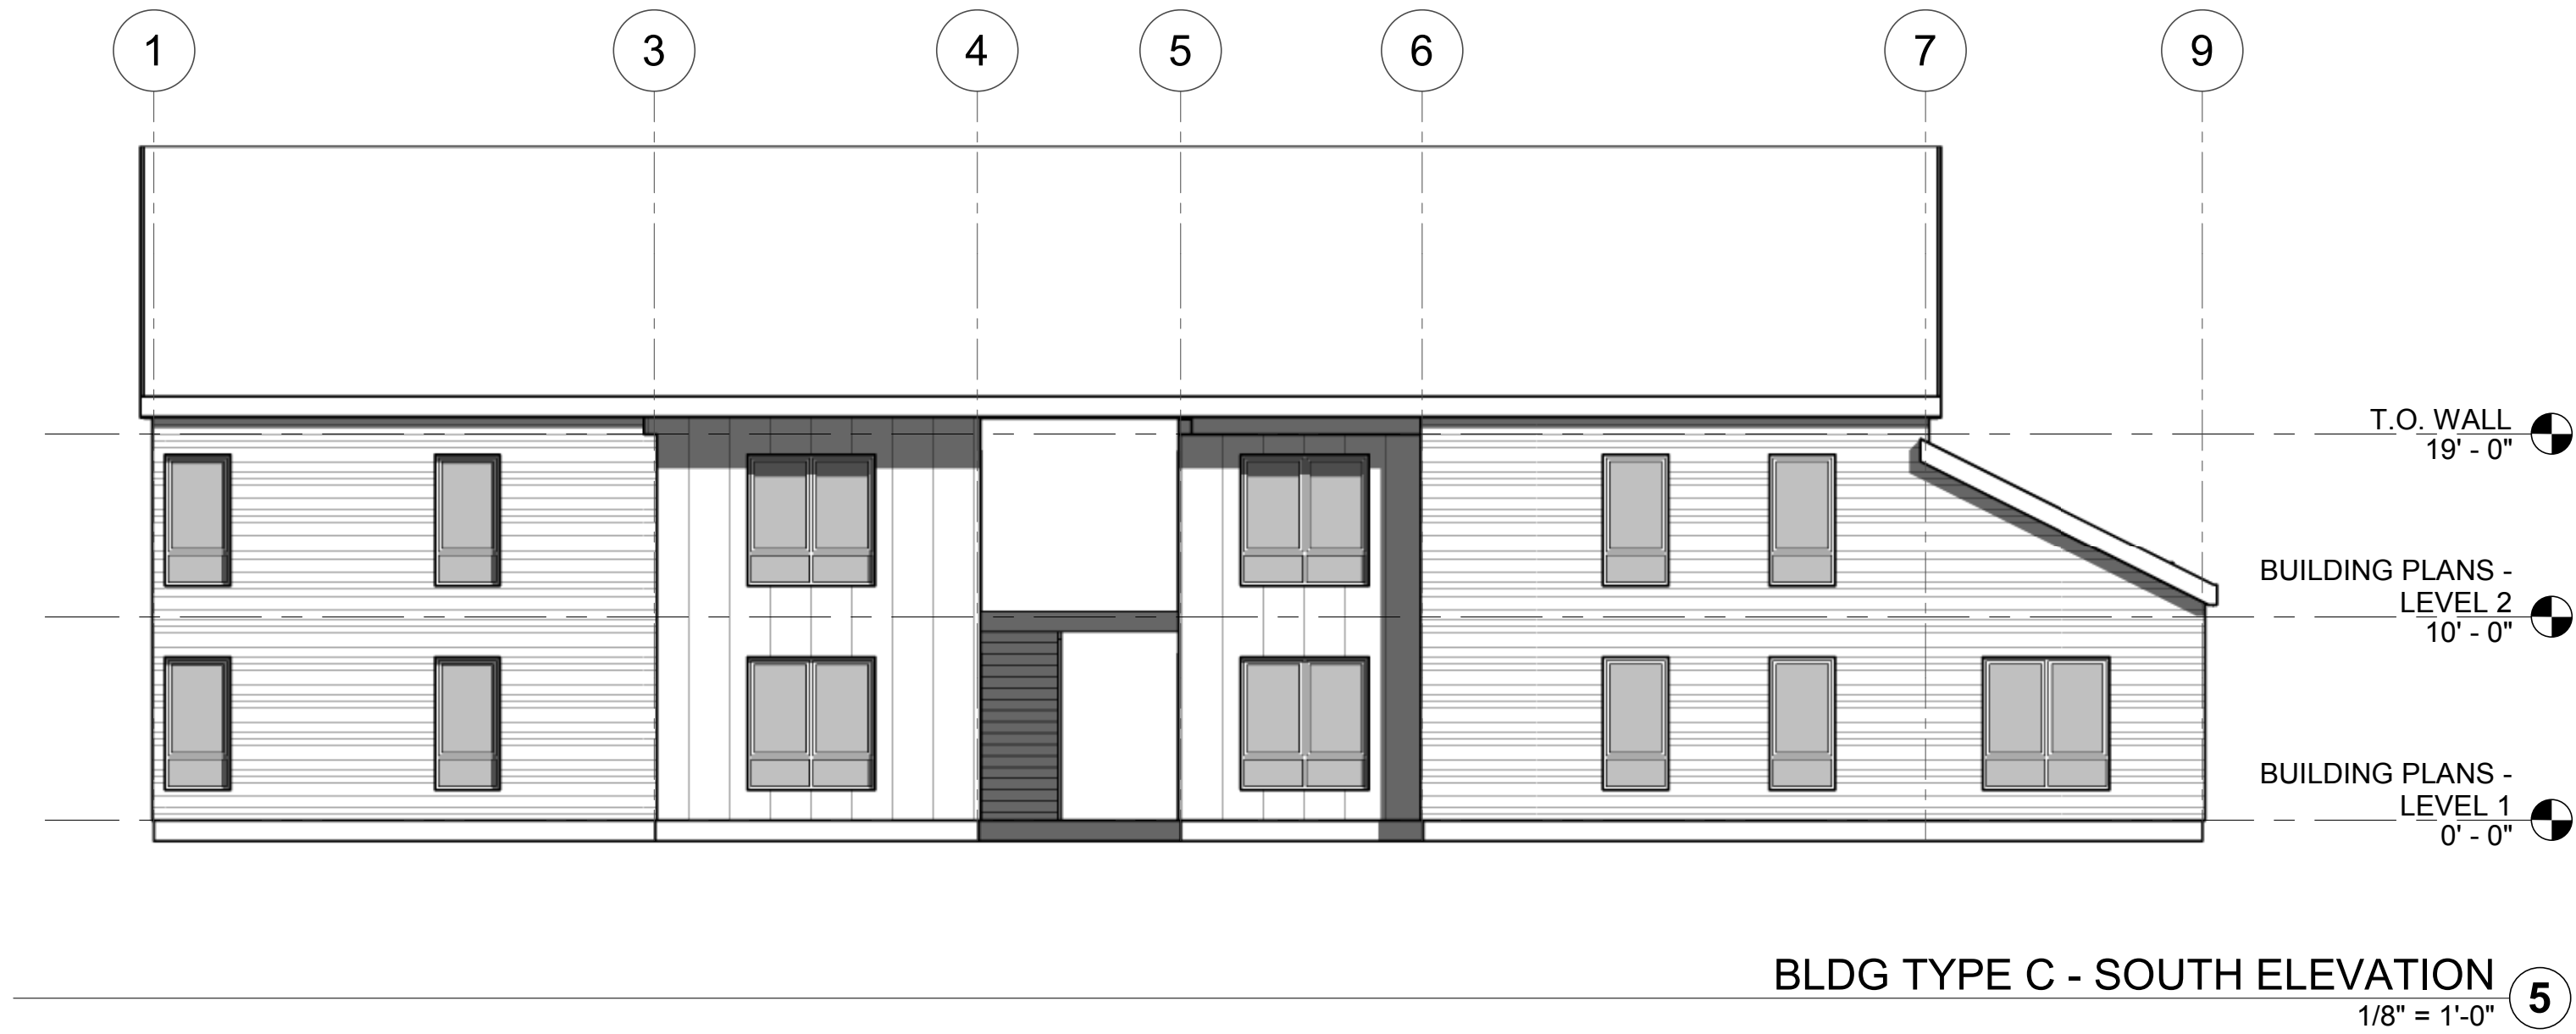 1 3 4 5 6 7 9
T.O. WALL
19' - 0"
BUILDING PLANS -
LEVEL 2
10' - 0"
BUILDING PLANS -
LEVEL 1
0' - 0"
BLDG TYPE C - SOUTH ELEVATION
5
1/8" = 1'-0"